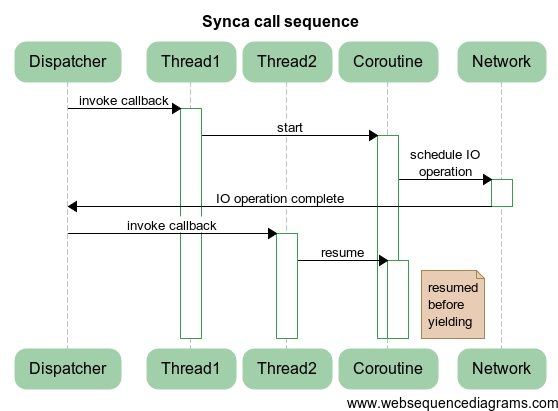 Synca call sequence
Dispatcher
Thread1
Thread2
Coroutine
Network
invoke callback
start
schedule IO
operation
IO operation complete
invoke callback
resume
resumed
before
yielding
Dispatcher
Thread1
Thread2
Coroutine
Network
www.websequencediagrams.com